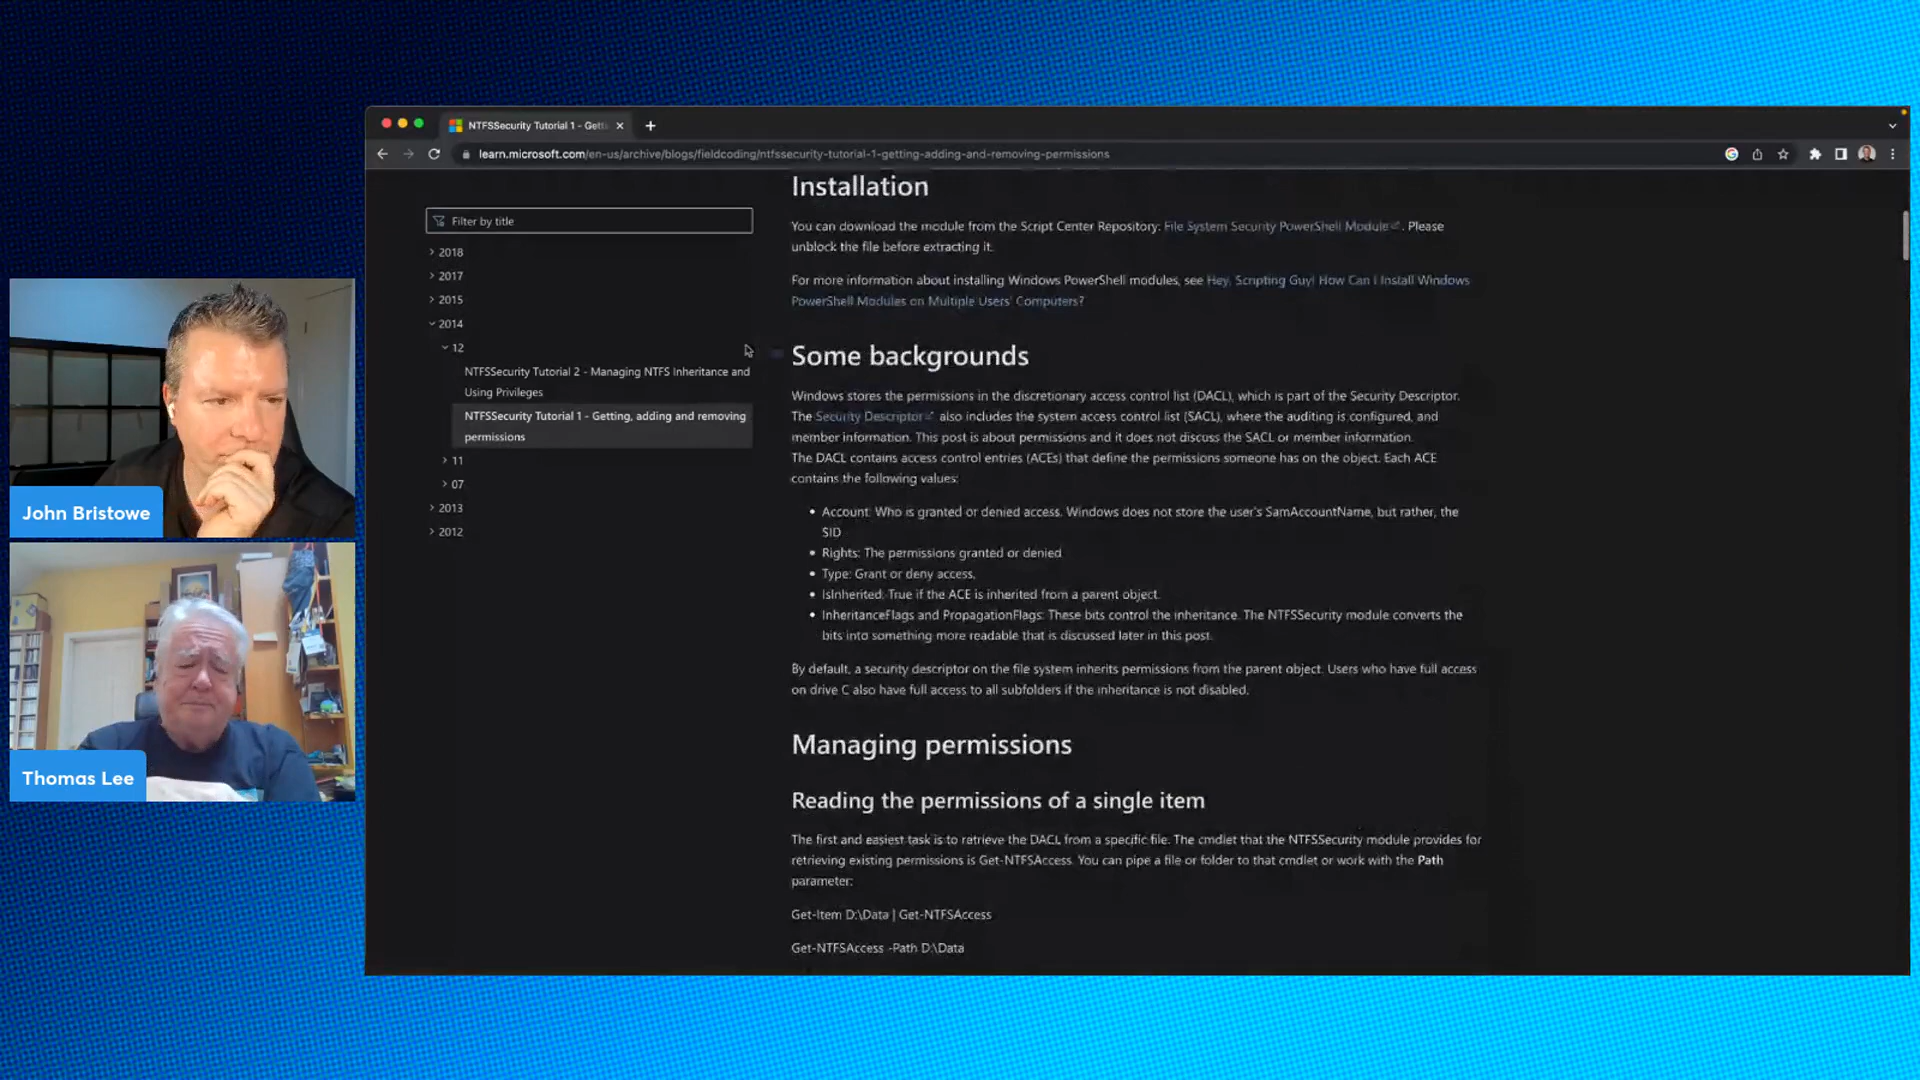 NTFSSecurity Tutorial 1 - Gett
learn.microsoft.com/en-us/archive/blogs/fieldcoding/ntfssecurity-tutorial-1-getting-adding-and-removing-permissions
Filter by title
2018
2017
2015
2014
12
NTFSSecurity Tutorial 2 - Managing NTFS Inheritance and
Using Privileges
NTFSSecurity Tutorial 1 - Getting, adding and removing
permissions
11
07
2013
2012
Installation
You can download the module from the Script Center Repository: File System Security PowerShell Module. Please
unblock the file before extracting it.
For more information about installing Windows PowerShell modules, see Hey, Scripting Guy! How Can I Install Windows
PowerShell Modules on Multiple Users' Computers?
Some backgrounds
Windows stores the permissions in the discretionary access control list (DACL), which is part of the Security Descriptor.
The Security Descriptor also includes the system access control list (SACL), where the auditing is configured, and
member information. This post is about permissions and it does not discuss the SACL or member information.
The DACL contains access control entries (ACEs) that define the permissions someone has on the object. Each ACE
contains the following values:
• Account: Who is granted or denied access. Windows does not store the user's SamAccountName, but rather, the
SID
• Rights: The permissions granted or denied
• Type: Grant or deny access.
• IsInherited: True if the ACE is inherited from a parent object.
• InheritanceFlags and PropagationFlags: These bits control the inheritance. The NTFSSecurity module converts the
bits into something more readable that is discussed later in this post.
By default, a security descriptor on the file system inherits permissions from the parent object. Users who have full access
on drive C also have full access to all subfolders if the inheritance is not disabled.
Managing permissions
Reading the permissions of a single item
The first and easiest task is to retrieve the DACL from a specific file. The cmdlet that the NTFSSecurity module provides for
retrieving existing permissions is Get-NTFSAccess. You can pipe a file or folder to that cmdlet or work with the Path
parameter:
Get-Item D:\Data | Get-NTFSAccess
Get-NTFSAccess -Path D:\Data
John Bristowe
Thomas Lee